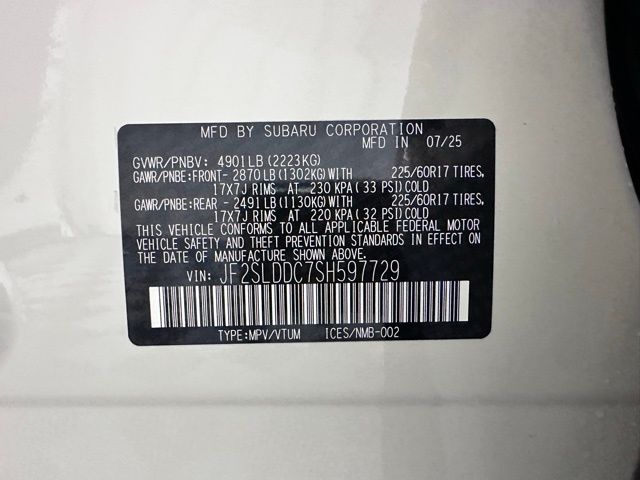 MFD BY SUBARU CORPORATION
MFD IN 07/25
GVWR/PNBV: 4901LB(2223KG)
GAWR/PNBE:FRONT- 2870LB(1302KG)WITH 225/60R17 TIRES,
17X7J RIMS AT 230 KPA(33 PSI)COLD
GAWR/PNBE:REAR - 2491LB(1130KG)WITH 225/60R17 TIRES,
17X7J RIMS AT 220 KPA(32 PSI)COLD
THIS VEHICLE CONFORMS TO ALL APPLICABLE FEDERAL MOTOR
VEHICLE SAFETY AND THEFT PREVENTION STANDARDS IN EFFECT
ON THE DATE OF MANUFACTURE SHOWN ABOVE.
VIN: JF2SLDDC7SH597729
TYPE:MPV/VTUM ICES/NMB-002